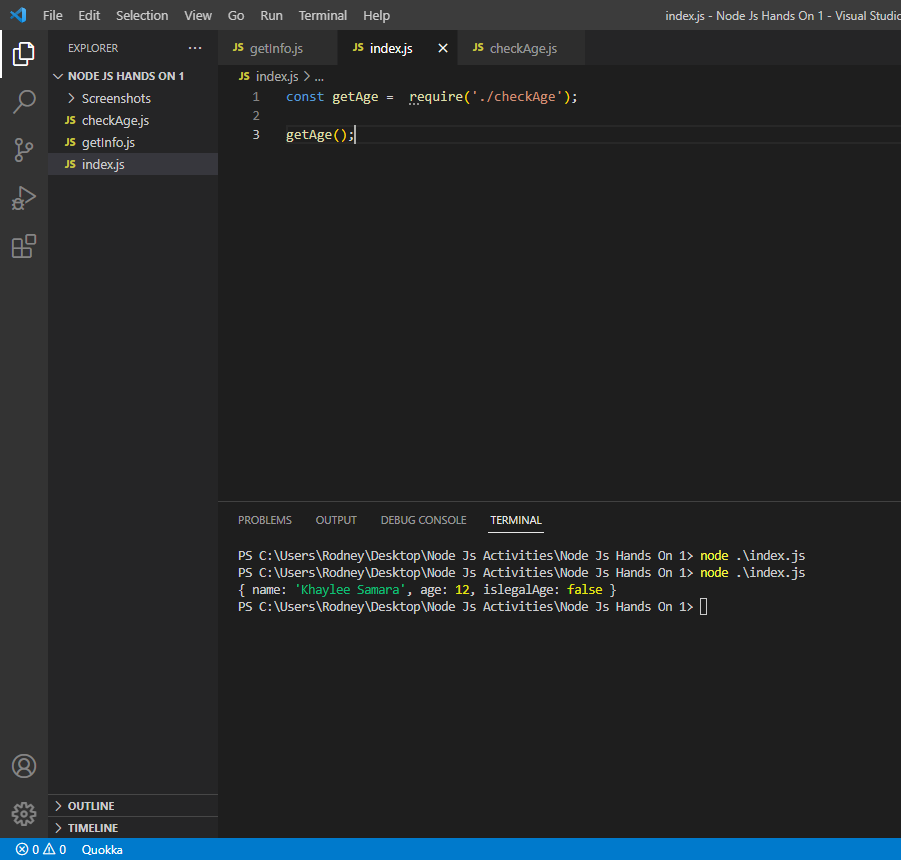 File Edit Selection View Go Run Terminal Help
index.js - Node Js Hands On 1 - Visual Studio
EXPLORER ...
NODE JS HANDS ON 1
Screenshots
JS checkAge.js
JS getInfo.js
JS index.js
JS getInfo.js JS index.js JS checkAge.js
JS index.js > ...
1 const getAge =  require('./checkAge');
2
3 getAge();
PROBLEMS OUTPUT DEBUG CONSOLE TERMINAL
PS C:\Users\Rodney\Desktop\Node Js Activities\Node Js Hands On 1> node .\index.js
PS C:\Users\Rodney\Desktop\Node Js Activities\Node Js Hands On 1> node .\index.js
{ name: 'Khaylee Samara', age: 12, islegalAge: false }
PS C:\Users\Rodney\Desktop\Node Js Activities\Node Js Hands On 1>
OUTLINE
TIMELINE
0 0 Quokka